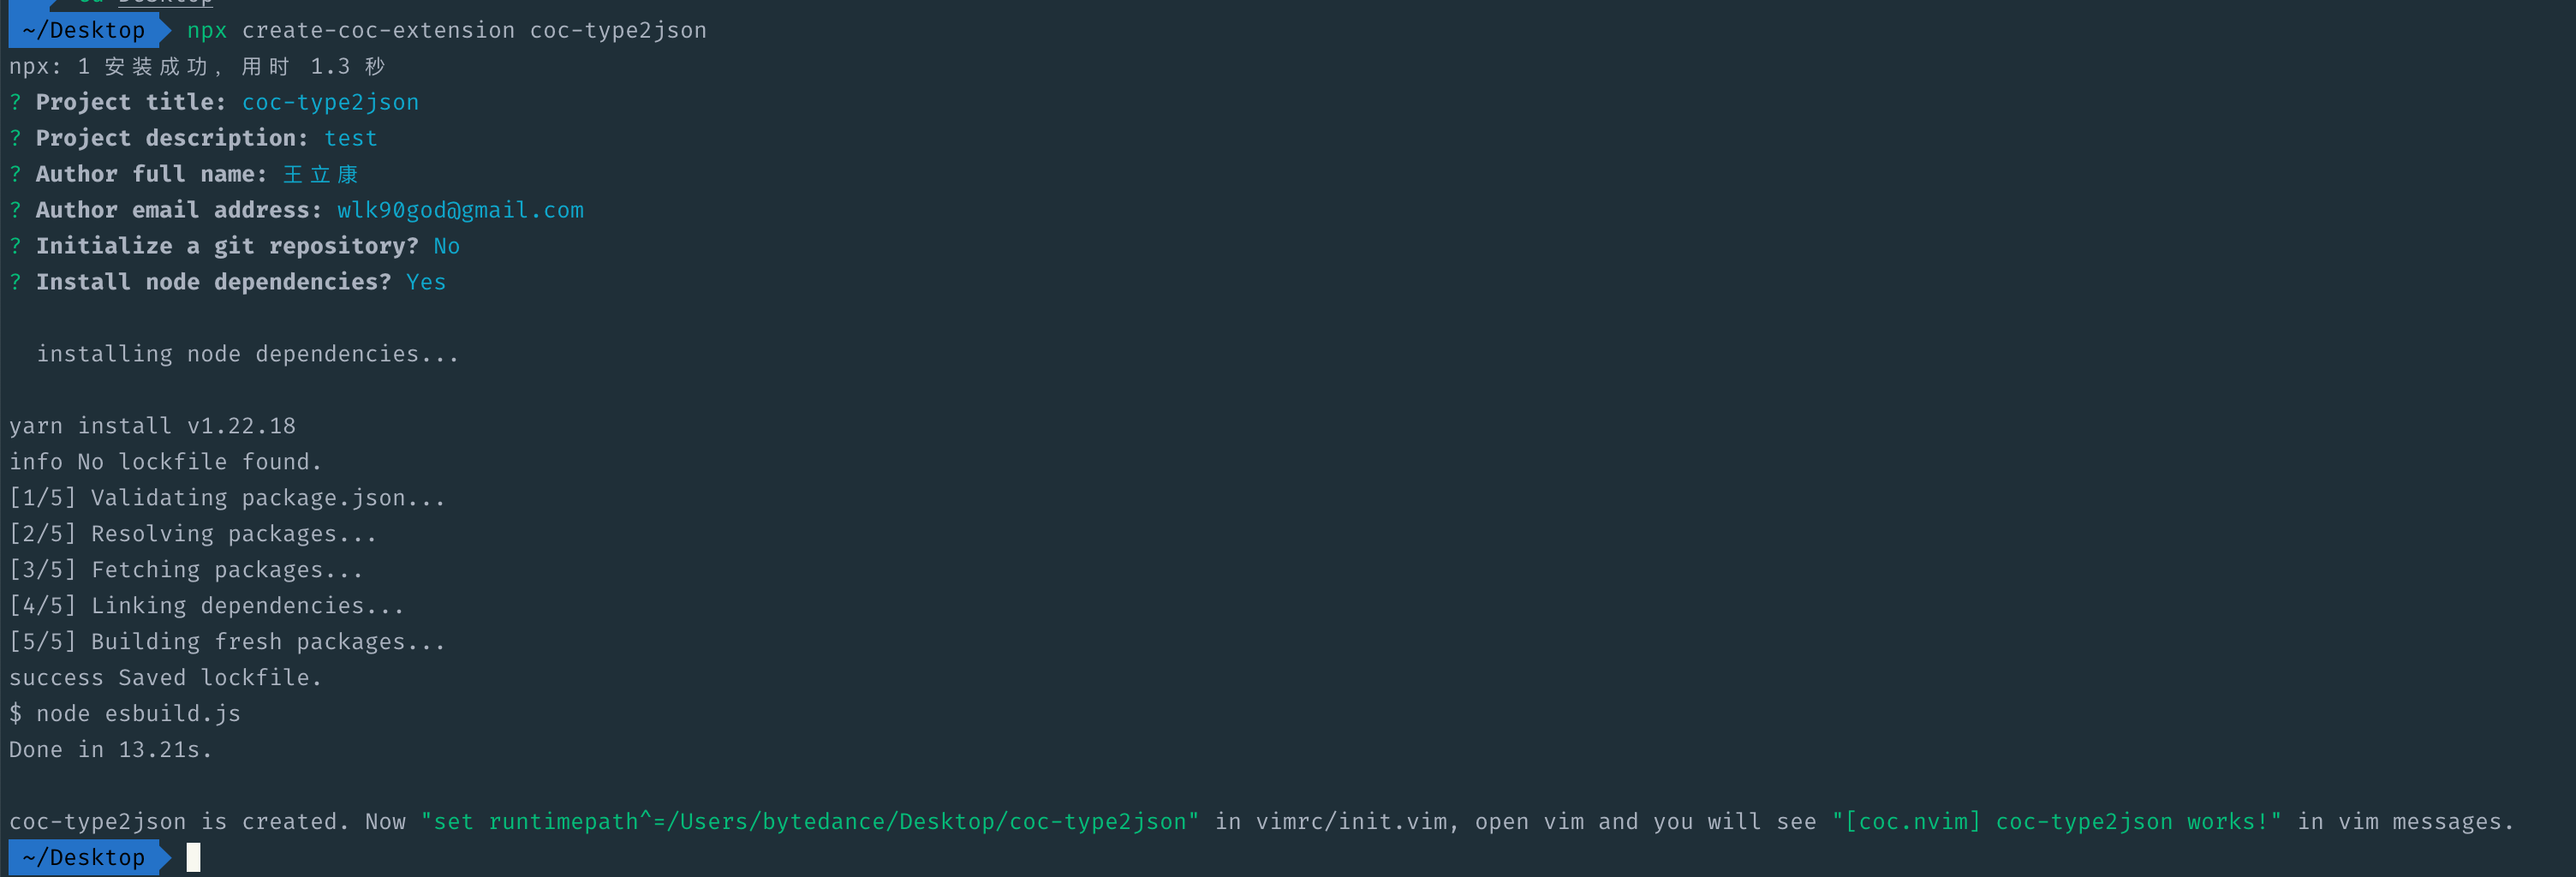 cd Desktop
~/Desktop npx create-coc-extension coc-type2json
npx: 1 安装成功，用时 1.3 秒
? Project title: coc-type2json
? Project description: test
? Author full name: 王立康
? Author email address: wlk90god@gmail.com
? Initialize a git repository? No
? Install node dependencies? Yes
installing node dependencies...
yarn install v1.22.18
info No lockfile found.
[1/5] Validating package.json...
[2/5] Resolving packages...
[3/5] Fetching packages...
[4/5] Linking dependencies...
[5/5] Building fresh packages...
success Saved lockfile.
$ node esbuild.js
Done in 13.21s.
coc-type2json is created. Now "set runtimepath^=/Users/bytedance/Desktop/coc-type2json" in vimrc/init.vim, open vim and you will see "[coc.nvim] coc-type2json works!" in vim messages.
~/Desktop